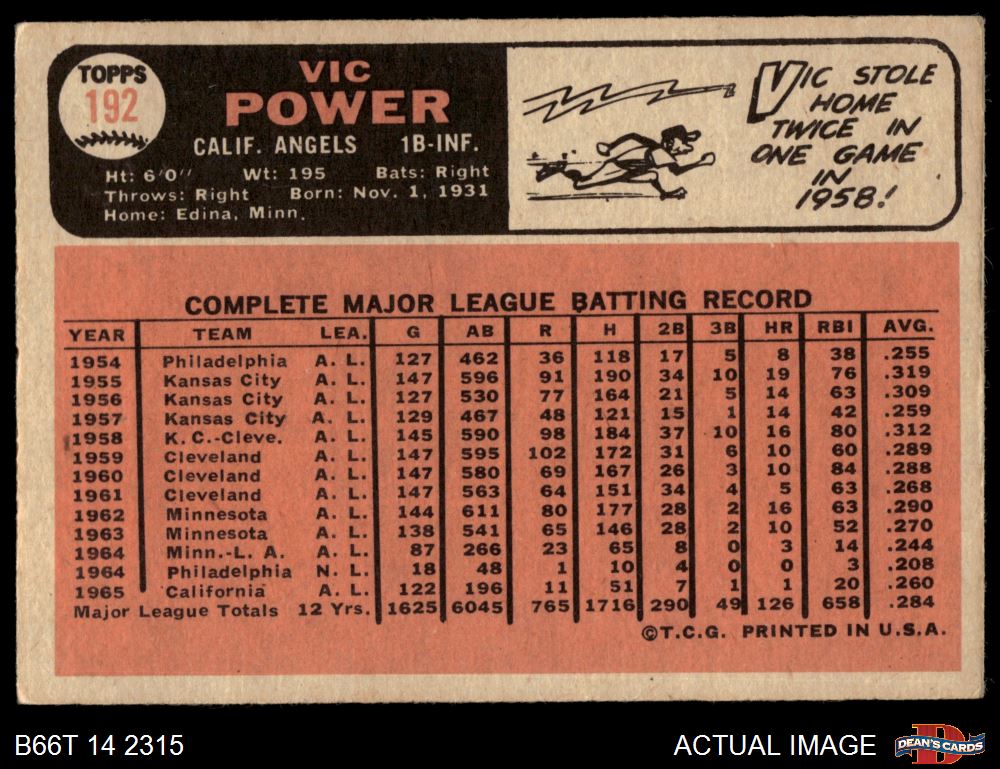 TOPPS
192
VIC
POWER
CALIF. ANGELS 1B-INF.
Ht: 6'0" Wt: 195 Bats: Right
Throws: Right Born: Nov. 1, 1931
Home: Edina, Minn.
VIC STOLE
HOME
TWICE IN
ONE GAME
IN
1958!
COMPLETE MAJOR LEAGUE BATTING RECORD
YEAR TEAM LEA. G AB R H 2B 3B HR RBI AVG.
1954 Philadelphia A. L. 127 462 36 118 17 5 8 38 .255
1955 Kansas City A. L. 147 596 91 190 34 10 19 76 .319
1956 Kansas City A. L. 127 530 77 164 21 5 14 63 .309
1957 Kansas City A. L. 129 467 48 121 15 1 14 42 .259
1958 K. C.-Cleve. A. L. 145 590 98 184 37 10 16 80 .312
1959 Cleveland A. L. 147 595 102 172 31 6 10 60 .289
1960 Cleveland A. L. 147 580 69 167 26 3 10 84 .288
1961 Cleveland A. L. 147 563 64 151 34 4 5 63 .268
1962 Minnesota A. L. 144 611 80 177 28 2 16 63 .290
1963 Minnesota A. L. 138 541 65 146 28 2 10 52 .270
1964 Minn.-L. A. A. L. 87 266 23 65 8 0 3 14 .244
1964 Philadelphia N. L. 18 48 1 10 4 0 0 3 .208
1965 California A. L. 122 196 11 51 7 1 1 20 .260
Major League Totals 12 Yrs. 1625 6045 765 1716 290 49 126 658 .284
©T.C.G. PRINTED IN U.S.A.
B66T 14 2315
ACTUAL IMAGE
DEAN'S CARDS